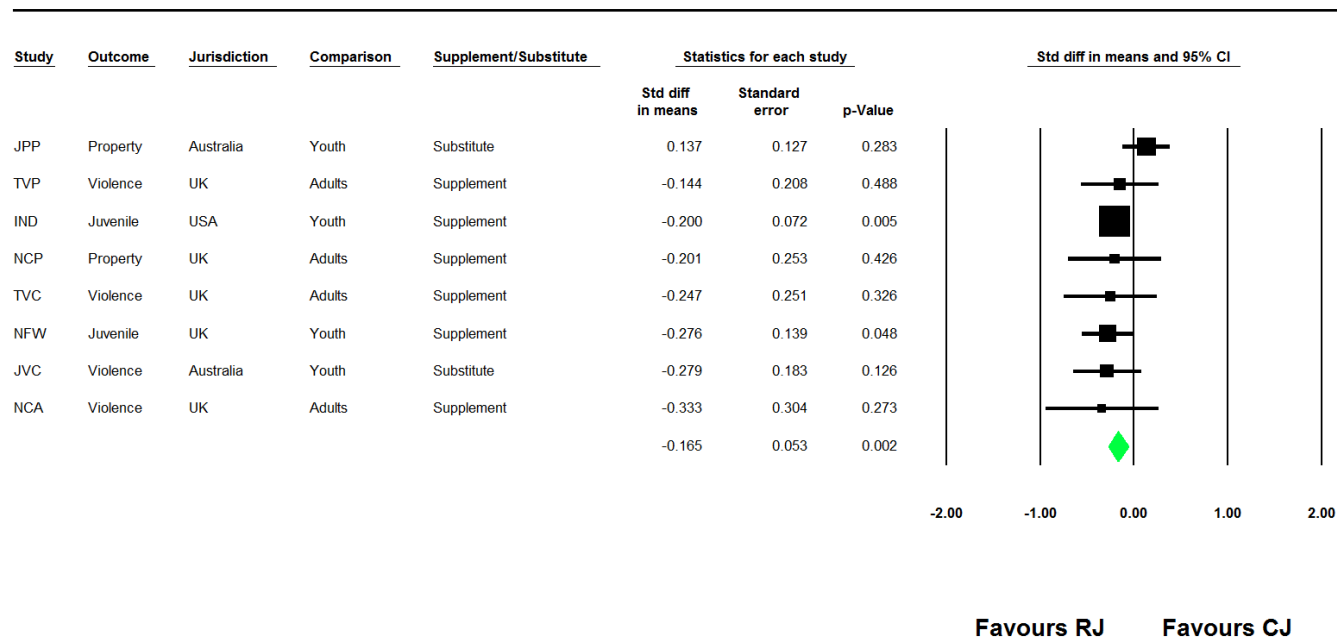 Study Outcome Jurisdiction Comparison Supplement/Substitute Statistics for each study Std diff in means and 95% CI
Std diff in means Standard error p-Value
JPP Property Australia Youth Substitute 0.137 0.127 0.283
TVP Violence UK Adults Supplement -0.144 0.208 0.488
IND Juvenile USA Youth Supplement -0.200 0.072 0.005
NCP Property UK Adults Supplement -0.201 0.253 0.426
TVC Violence UK Adults Supplement -0.247 0.251 0.326
NFW Juvenile UK Youth Supplement -0.276 0.139 0.048
JVC Violence Australia Youth Substitute -0.279 0.183 0.126
NCA Violence UK Adults Supplement -0.333 0.304 0.273
-0.165 0.053 0.002
-2.00 -1.00 0.00 1.00 2.00
Favours RJ Favours CJ